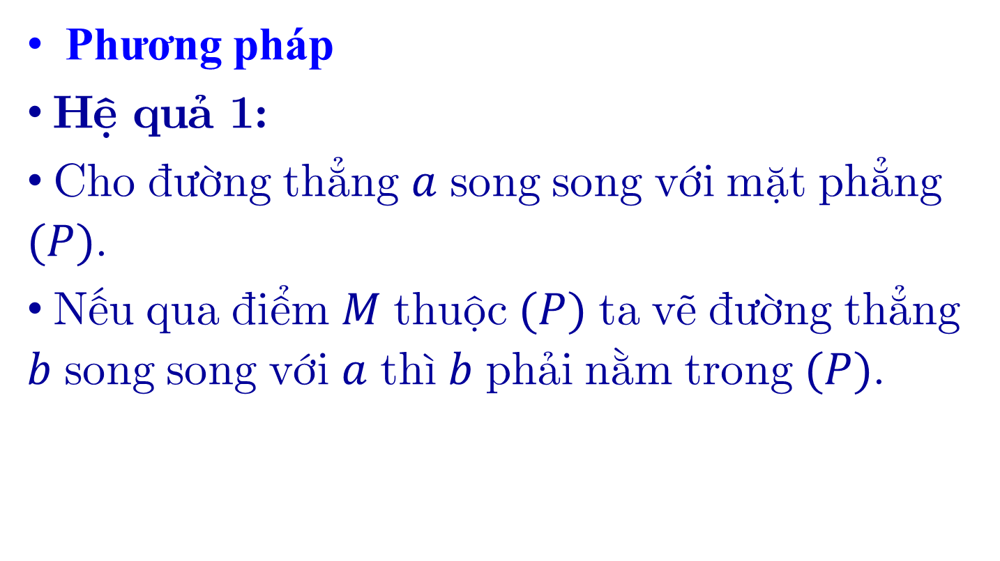 • Phương pháp
• Hệ quả 1:
• Cho đường thẳng a song song với mặt phẳng
(P).
• Nếu qua điểm M thuộc (P) ta vẽ đường thẳng
b song song với a thì b phải nằm trong (P).